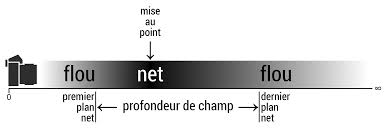 mise
au
point
flou
net
flou
0
∞
premier
plan
net
profondeur de champ
dernier
plan
net